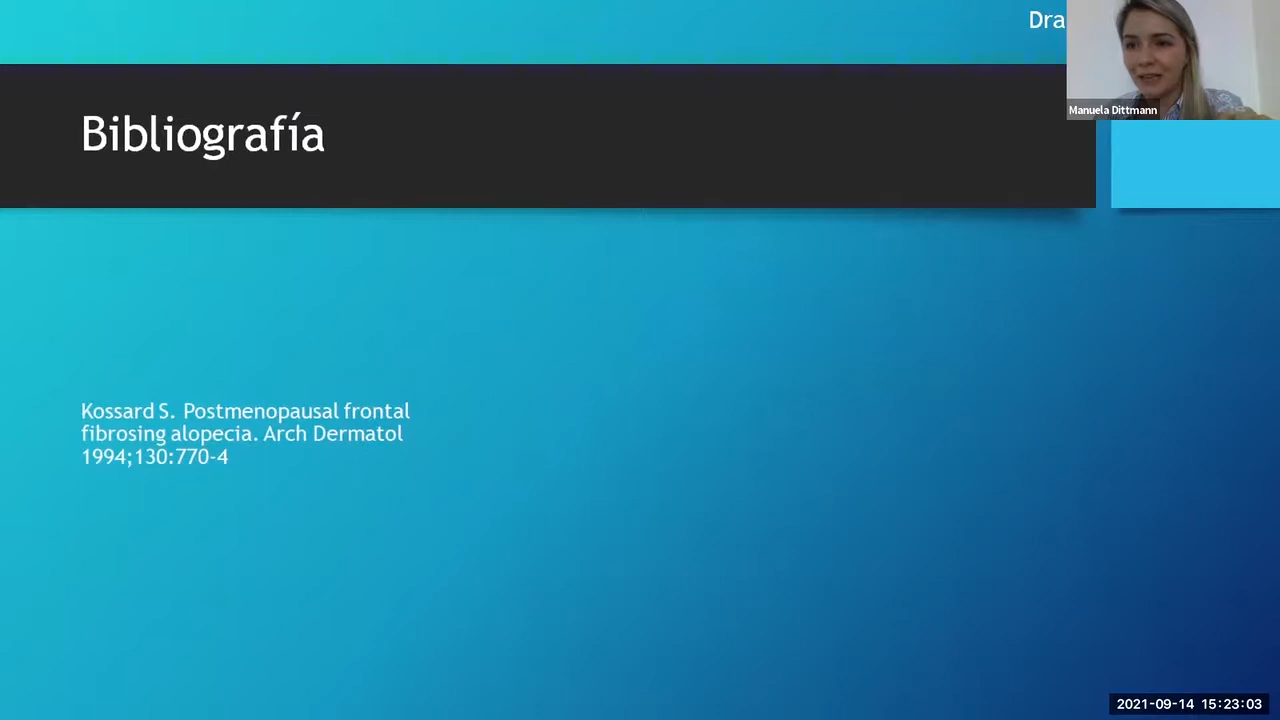 Dra
Manuela Dittmann
Bibliografía
Kossard S. Postmenopausal frontal
fibrosing alopecia. Arch Dermatol
1994;130:770-4
2021-09-14 15:23:03